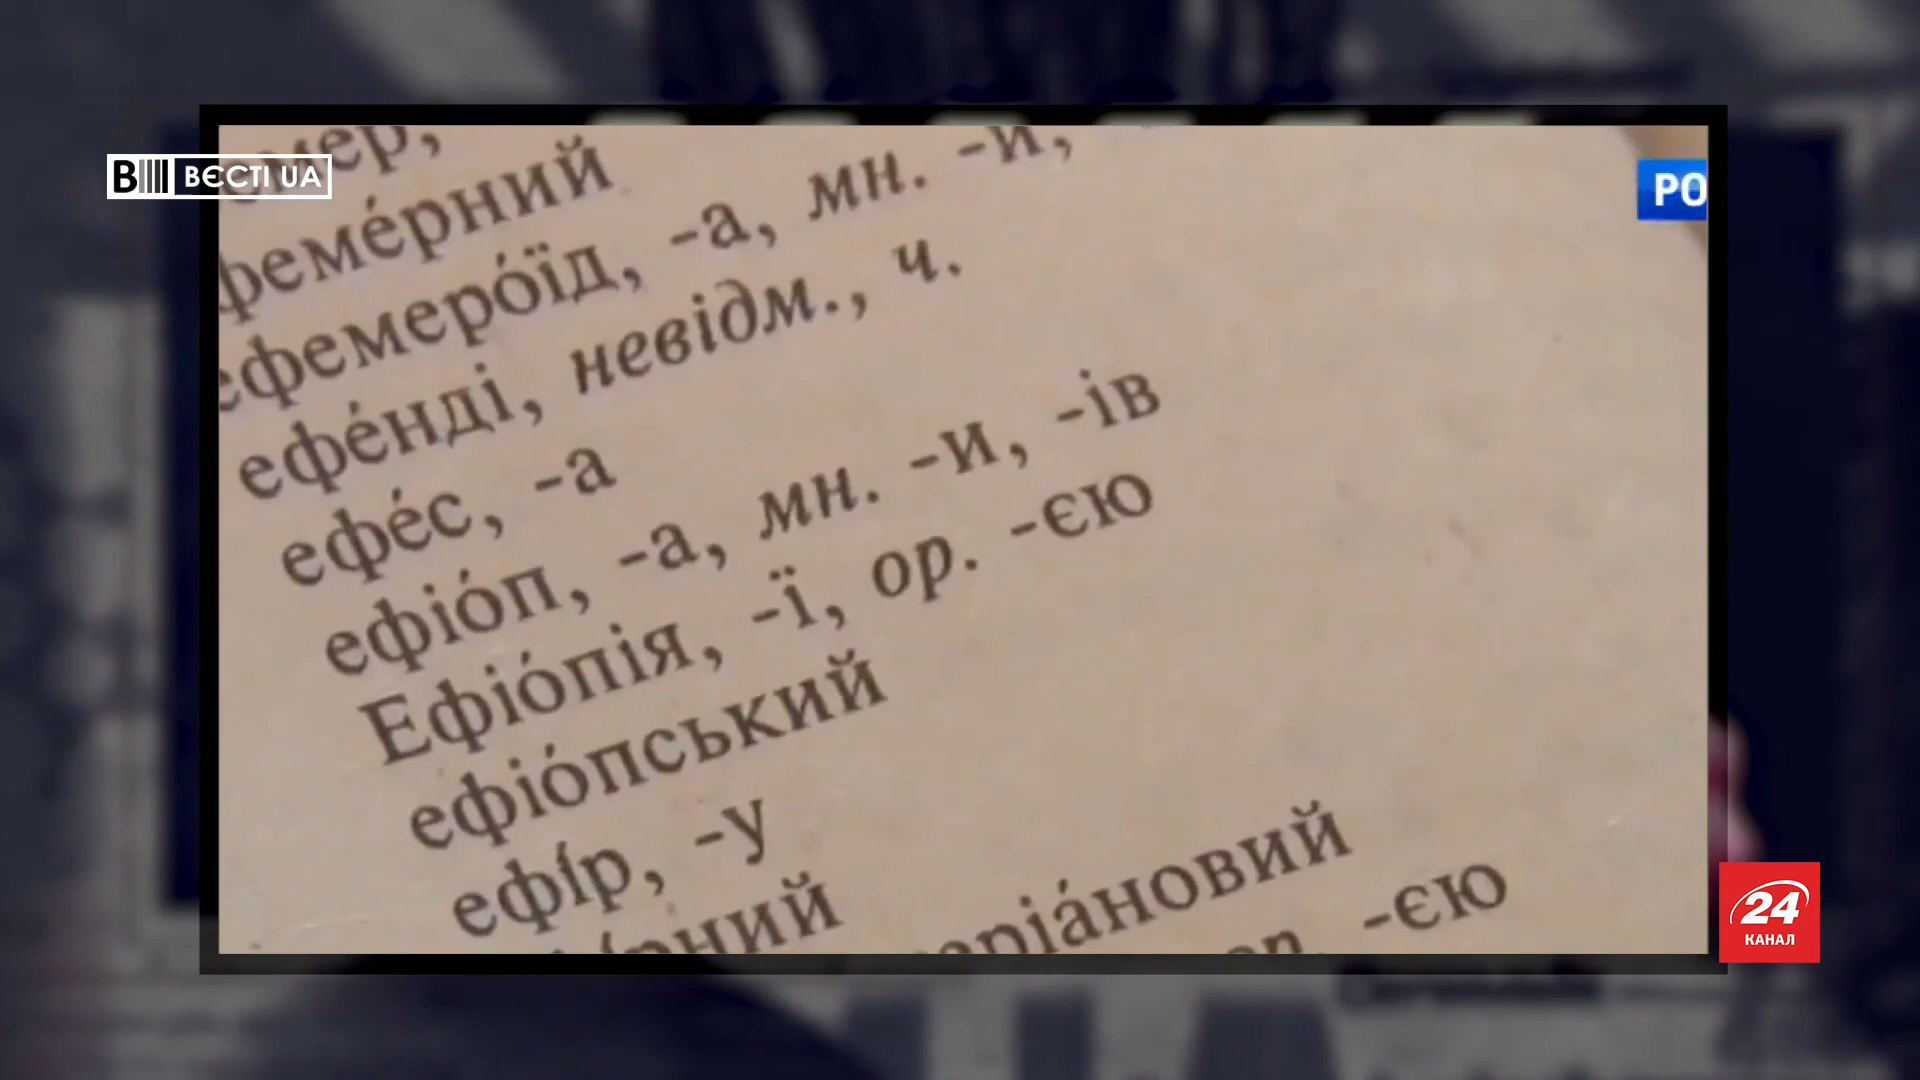 ВЄСТІ UA
РО
фемéрний
ефемерóїд, -а, мн. -и,
ефéнді, невідм., ч.
ефéс, -а
ефіóп, -а, мн. -и, -ів
Ефіóпія, -ї, ор. -єю
ефіóпський
ефíр, -у
-єю
24
КАНАЛ